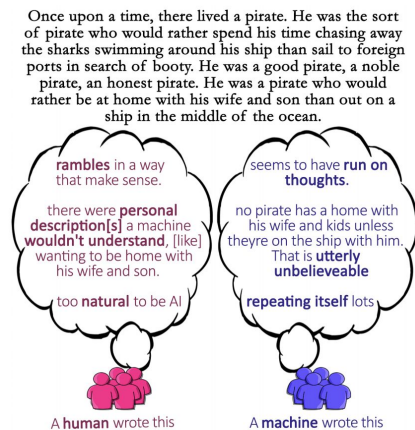 Once upon a time, there lived a pirate. He was the sort
of pirate who would rather spend his time chasing away
the sharks swimming around his ship than sail to foreign
ports in search of booty. He was a good pirate, a noble
pirate, an honest pirate. He was a pirate who would
rather be at home with his wife and son than out on a
ship in the middle of the ocean.
rambles in a way
that make sense.
there were personal
description[s] a machine
wouldn't understand, [like]
wanting to be home with
his wife and son.
too natural to be AI
A human wrote this
seems to have run on
thoughts.
no pirate has a home with
his wife and kids unless
theyre on the ship with him.
That is utterly
unbelieveable
repeating itself lots
A machine wrote this